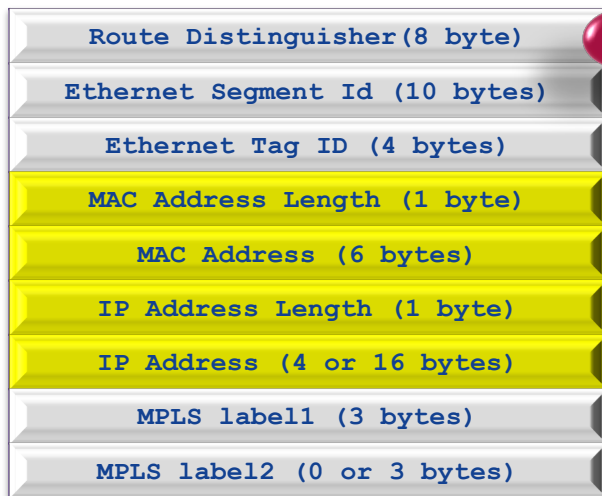 Route Distinguisher(8 byte)
Ethernet Segment Id (10 bytes)
Ethernet Tag ID (4 bytes)
MAC Address Length (1 byte)
MAC Address (6 bytes)
IP Address Length (1 byte)
IP Address (4 or 16 bytes)
MPLS label1 (3 bytes)
MPLS label2 (0 or 3 bytes)